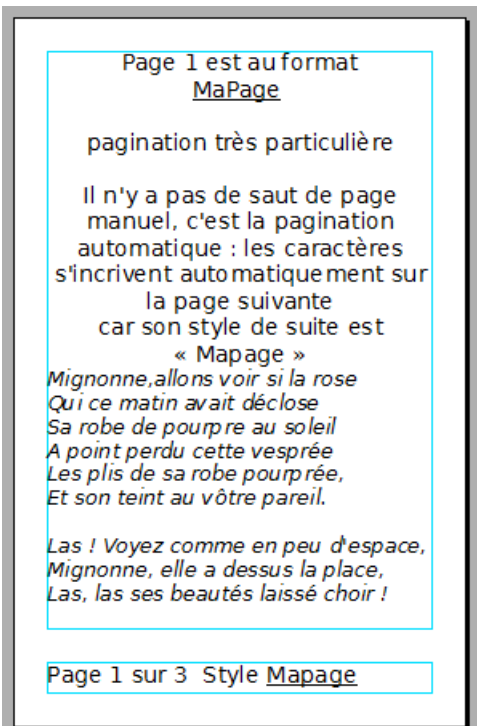 Page 1 est au format
MaPage
pagination très particulière
Il n'y a pas de saut de page
manuel, c'est la pagination
automatique : les caractères
s'incrivent automatiquement sur
la page suivante
car son style de suite est
« Mapage »
Mignonne,allons voir si la rose
Qui ce matin avait déclose
Sa robe de pourpre au soleil
A point perdu cette vesprée
Les plis de sa robe pourprée,
Et son teint au vôtre pareil.
Las ! Voyez comme en peu d'espace,
Mignonne, elle a dessus la place,
Las, las ses beautés laissé choir !
Page 1 sur 3 Style Mapage